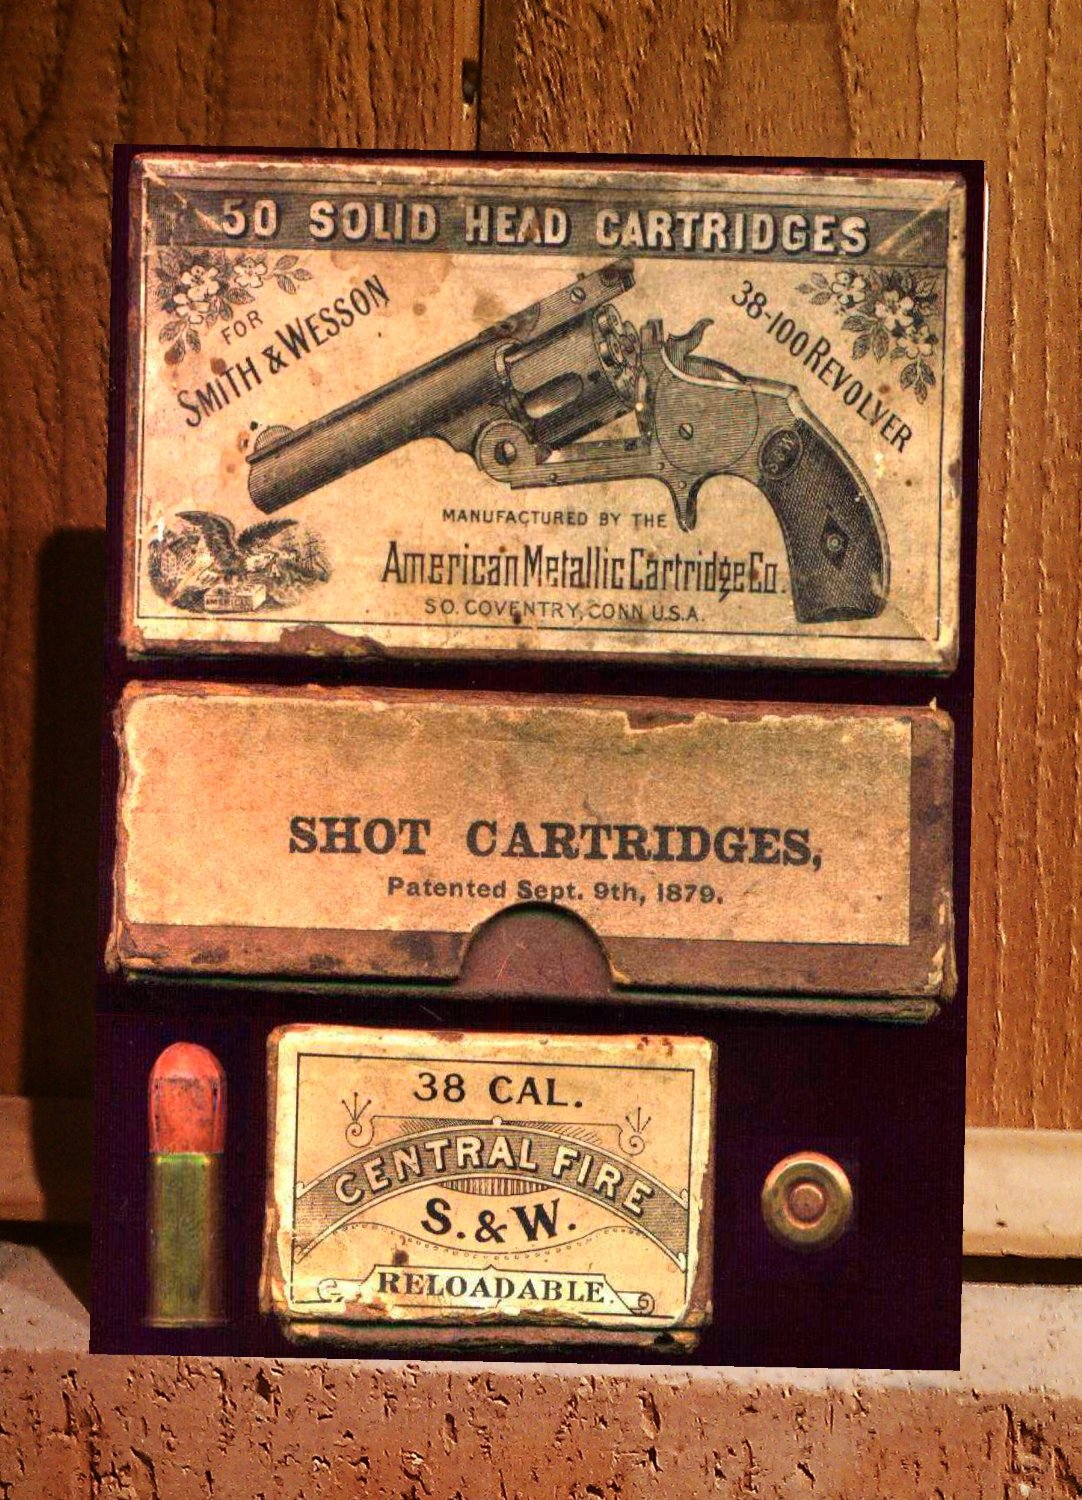 50 SOLID HEAD CARTRIDGES
FOR
SMITH & WESSON
38-100 REVOLVER
S&W
MANUFACTURED BY THE
American Metallic Cartridge Co.
SO. COVENTRY, CONN U.S.A.
AMERICAN
SHOT CARTRIDGES,
Patented Sept. 9th, 1879.
38 CAL.
CENTRAL FIRE
S. & W.
RELOADABLE.